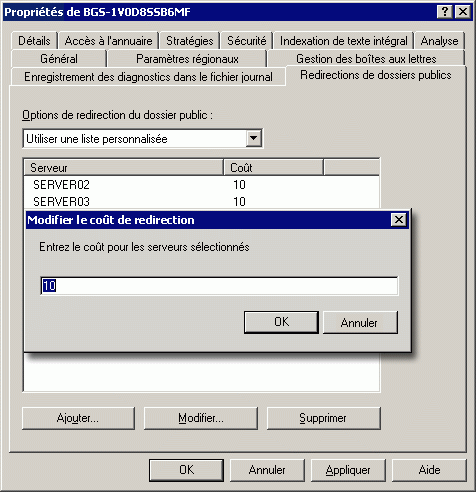 Propriétés de BGS-1V0D8SSB6MF
Détails Accès à l'annuaire Stratégies Sécurité Indexation de texte intégral Analyse
Général Paramètres régionaux Gestion des boîtes aux lettres
Enregistrement des diagnostics dans le fichier journal Redirections de dossiers publics
Options de redirection du dossier public :
Utiliser une liste personnalisée
Serveur Coût
SERVER02 10
SERVER03 10
Modifier le coût de redirection
Entrez le coût pour les serveurs sélectionnés
10
OK Annuler
Ajouter... Modifier... Supprimer
OK Annuler Appliquer Aide